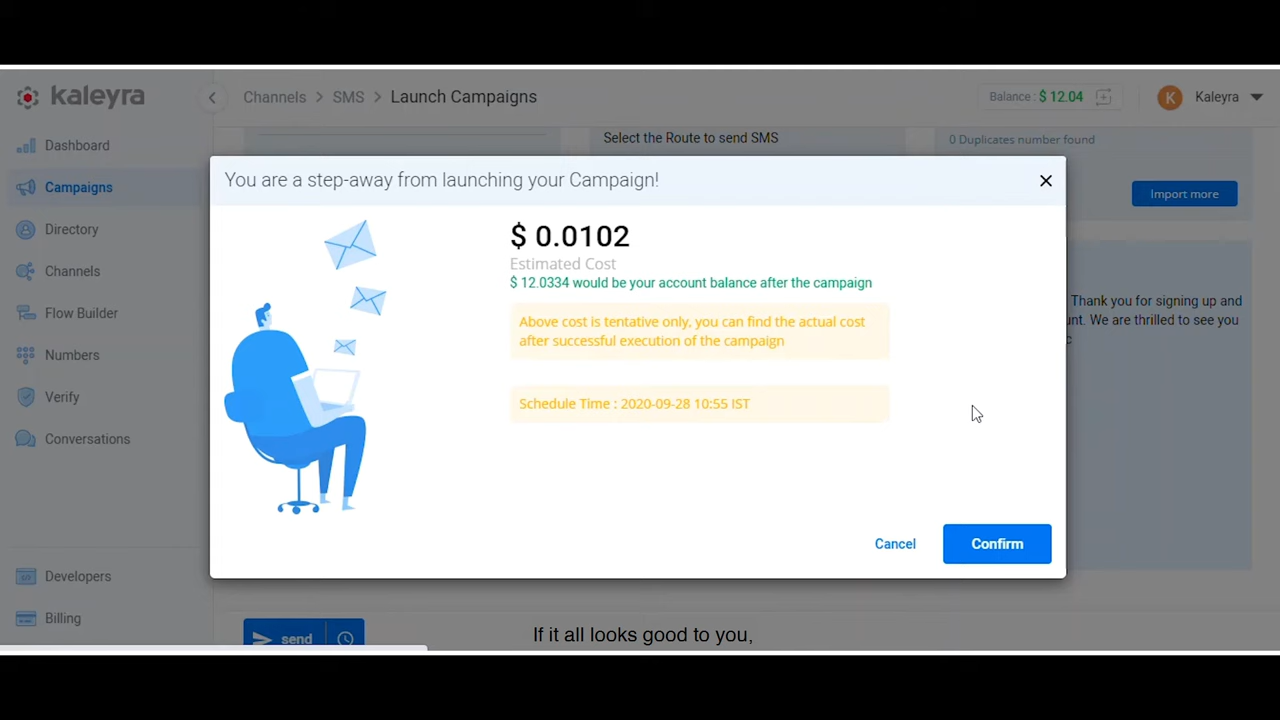 kaleyra
Channels > SMS > Launch Campaigns
Balance : $ 12.04
K
Kaleyra
Dashboard
Campaigns
Directory
Channels
Flow Builder
Numbers
Verify
Conversations
Developers
Billing
Select the Route to send SMS
0 Duplicates number found
Import more
You are a step-away from launching your Campaign!
$ 0.0102
Estimated Cost
$ 12.0334 would be your account balance after the campaign
Above cost is tentative only, you can find the actual cost
after successful execution of the campaign
Schedule Time : 2020-09-28 10:55 IST
Cancel
Confirm
Thank you for signing up and
We are thrilled to see you
send
If it all looks good to you,